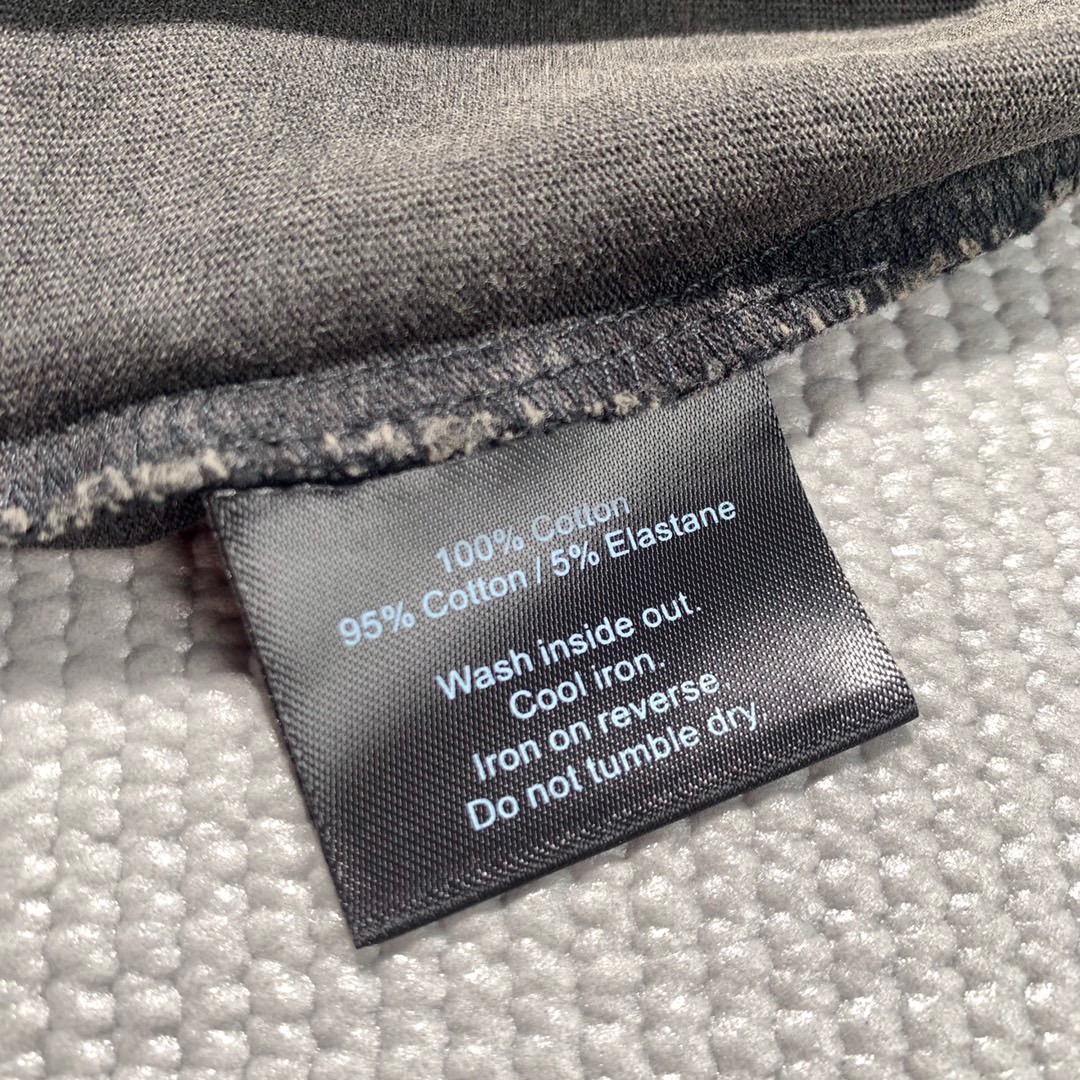 100% Cotton
95% Cotton / 5% Elastane
Wash inside out.
Cool iron.
Iron on reverse
Do not tumble dry